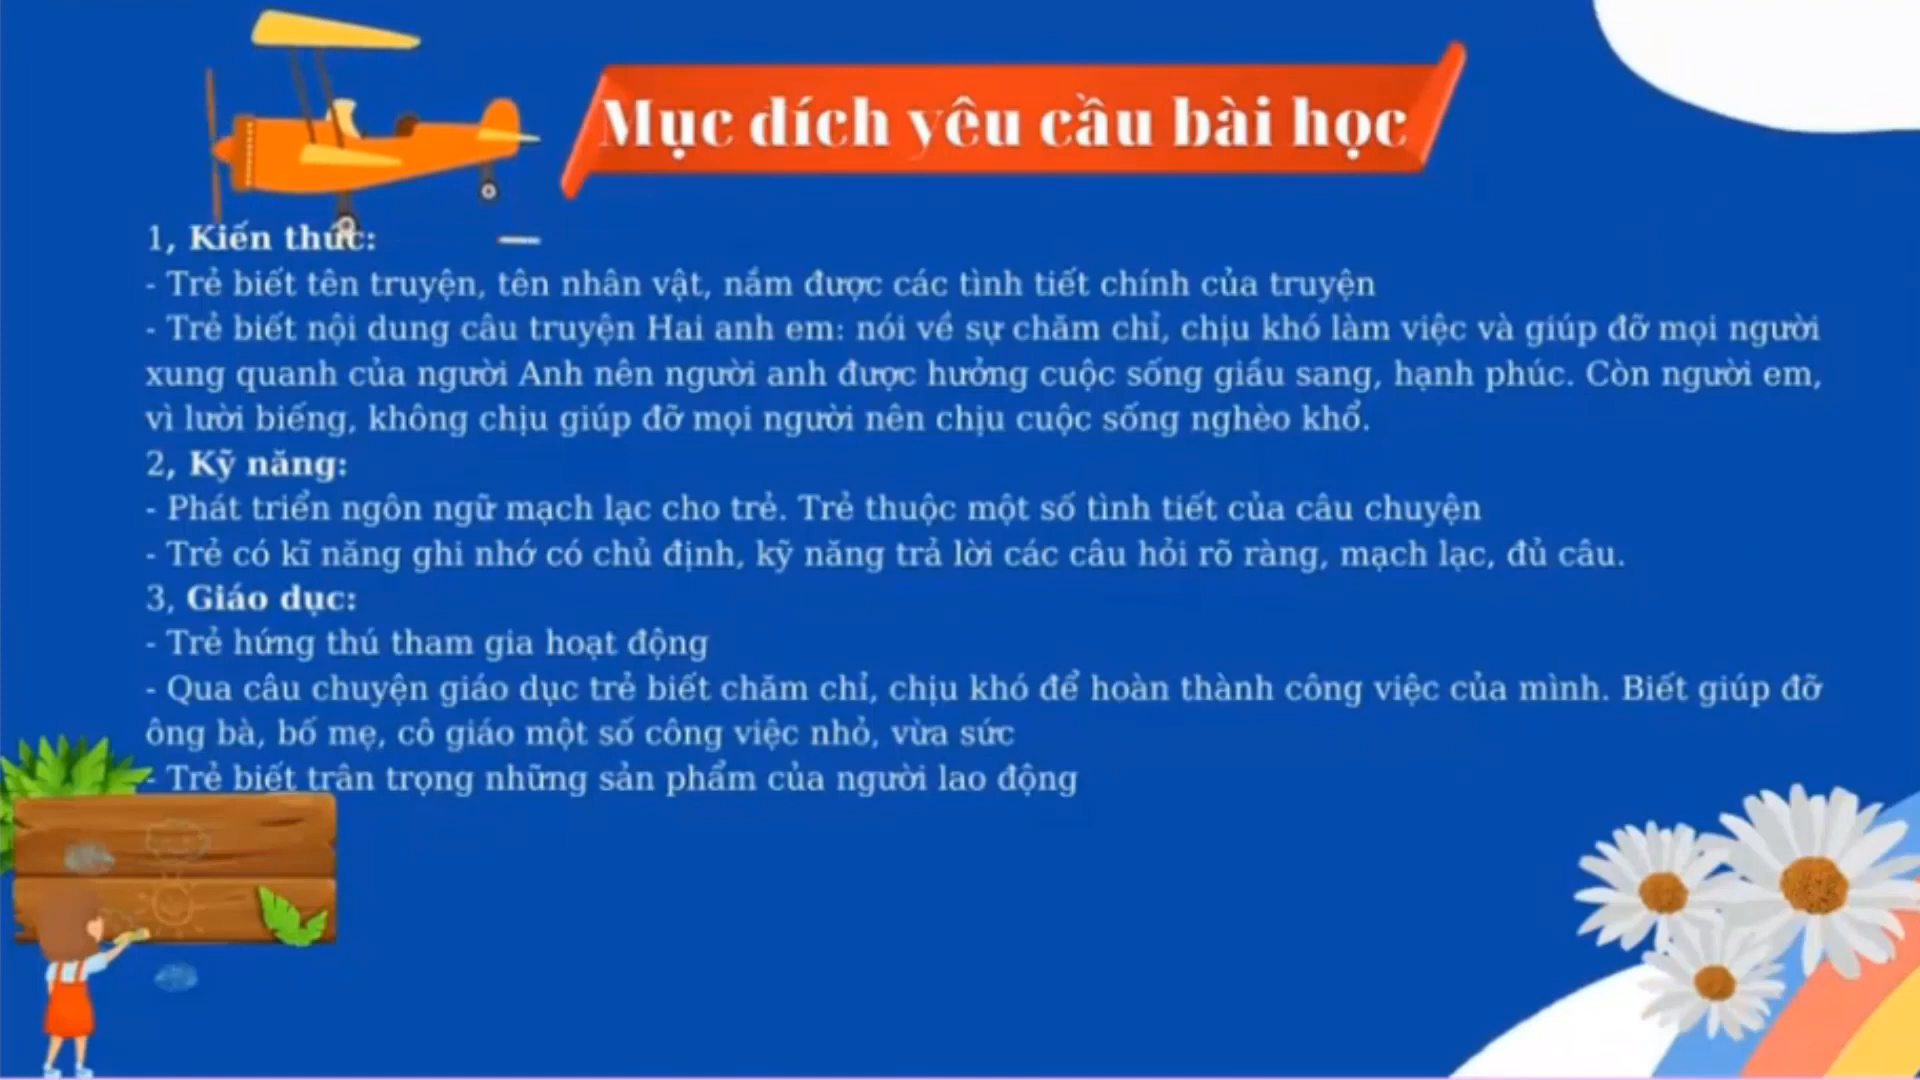 Mục đích yêu cầu bài học
1, Kiến thức:
- Trẻ biết tên truyện, tên nhân vật, nắm được các tình tiết chính của truyện
- Trẻ biết nội dung câu truyện Hai anh em: nói về sự chăm chỉ, chịu khó làm việc và giúp đỡ mọi người
xung quanh của người Anh nên người anh được hưởng cuộc sống giầu sang, hạnh phúc. Còn người em,
vì lười biếng, không chịu giúp đỡ mọi người nên chịu cuộc sống nghèo khổ.
2, Kỹ năng:
- Phát triển ngôn ngữ mạch lạc cho trẻ. Trẻ thuộc một số tình tiết của câu chuyện
- Trẻ có kĩ năng ghi nhớ có chủ định, kỹ năng trả lời các câu hỏi rõ ràng, mạch lạc, đủ câu.
3, Giáo dục:
- Trẻ hứng thú tham gia hoạt động
- Qua câu chuyện giáo dục trẻ biết chăm chỉ, chịu khó để hoàn thành công việc của mình. Biết giúp đỡ
ông bà, bố mẹ, cô giáo một số công việc nhỏ, vừa sức
- Trẻ biết trân trọng những sản phẩm của người lao động